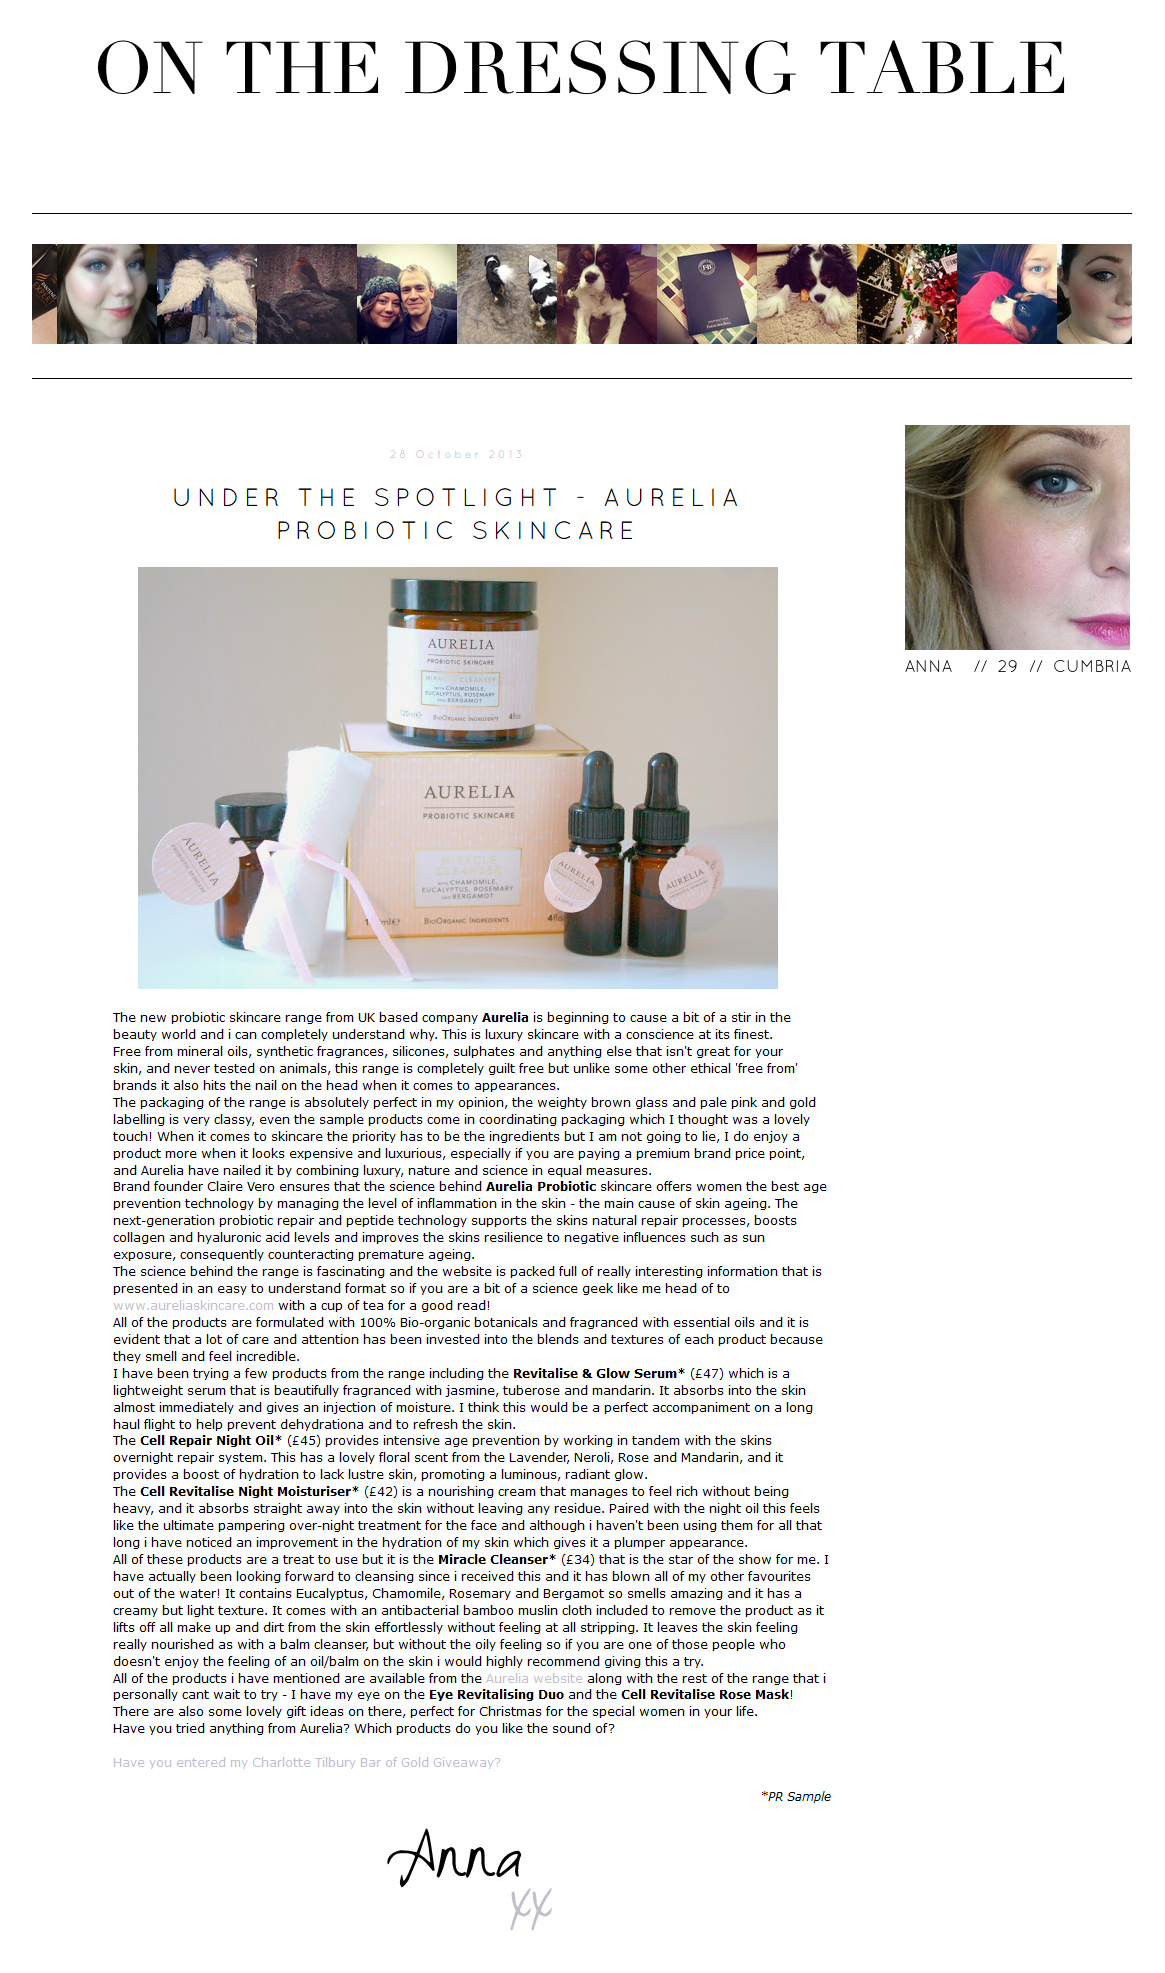 ON THE DRESSING TABLE
28 October 2013
UNDER THE SPOTLIGHT - AURELIA
PROBIOTIC SKINCARE
ANNA // 29 // CUMBRIA
AURELIA
PROBIOTIC SKINCARE
MIRACLE CLEANSER
WITH CHAMOMILE,
EUCALYPTUS, ROSEMARY
AND BERGAMOT
120ml℮ BIOORGANIC INGREDIENTS 4flo
AURELIA
PROBIOTIC SKINCARE
MIRACLE
CLEANSER
WITH CHAMOMILE,
EUCALYPTUS, ROSEMARY
AND BERGAMOT
BIOORGANIC INGREDIENTS
AURELIA
PROBIOTIC SKINCARE
AURELIA
SAMPLE
AURELIA
The new probiotic skincare range from UK based company Aurelia is beginning to cause a bit of a stir in the
beauty world and i can completely understand why. This is luxury skincare with a conscience at its finest.
Free from mineral oils, synthetic fragrances, silicones, sulphates and anything else that isn't great for your
skin, and never tested on animals, this range is completely guilt free but unlike some other ethical 'free from'
brands it also hits the nail on the head when it comes to appearances.
The packaging of the range is absolutely perfect in my opinion, the weighty brown glass and pale pink and gold
labelling is very classy, even the sample products come in coordinating packaging which I thought was a lovely
touch! When it comes to skincare the priority has to be the ingredients but I am not going to lie, I do enjoy a
product more when it looks expensive and luxurious, especially if you are paying a premium brand price point,
and Aurelia have nailed it by combining luxury, nature and science in equal measures.
Brand founder Claire Vero ensures that the science behind Aurelia Probiotic skincare offers women the best age
prevention technology by managing the level of inflammation in the skin - the main cause of skin ageing. The
next-generation probiotic repair and peptide technology supports the skins natural repair processes, boosts
collagen and hyaluronic acid levels and improves the skins resilience to negative influences such as sun
exposure, consequently counteracting premature ageing.
The science behind the range is fascinating and the website is packed full of really interesting information that is
presented in an easy to understand format so if you are a bit of a science geek like me head of to
www.aureliaskincare.com with a cup of tea for a good read!
All of the products are formulated with 100% Bio-organic botanicals and fragranced with essential oils and it is
evident that a lot of care and attention has been invested into the blends and textures of each product because
they smell and feel incredible.
I have been trying a few products from the range including the Revitalise & Glow Serum* (£47) which is a
lightweight serum that is beautifully fragranced with jasmine, tuberose and mandarin. It absorbs into the skin
almost immediately and gives an injection of moisture. I think this would be a perfect accompaniment on a long
haul flight to help prevent dehydrationa and to refresh the skin.
The Cell Repair Night Oil* (£45) provides intensive age prevention by working in tandem with the skins
overnight repair system. This has a lovely floral scent from the Lavender, Neroli, Rose and Mandarin, and it
provides a boost of hydration to lack lustre skin, promoting a luminous, radiant glow.
The Cell Revitalise Night Moisturiser* (£42) is a nourishing cream that manages to feel rich without being
heavy, and it absorbs straight away into the skin without leaving any residue. Paired with the night oil this feels
like the ultimate pampering over-night treatment for the face and although i haven't been using them for all that
long i have noticed an improvement in the hydration of my skin which gives it a plumper appearance.
All of these products are a treat to use but it is the Miracle Cleanser* (£34) that is the star of the show for me. I
have actually been looking forward to cleansing since i received this and it has blown all of my other favourites
out of the water! It contains Eucalyptus, Chamomile, Rosemary and Bergamot so smells amazing and it has a
creamy but light texture. It comes with an antibacterial bamboo muslin cloth included to remove the product as it
lifts off all make up and dirt from the skin effortlessly without feeling at all stripping. It leaves the skin feeling
really nourished as with a balm cleanser, but without the oily feeling so if you are one of those people who
doesn't enjoy the feeling of an oil/balm on the skin i would highly recommend giving this a try.
All of the products i have mentioned are available from the Aurelia website along with the rest of the range that i
personally cant wait to try - I have my eye on the Eye Revitalising Duo and the Cell Revitalise Rose Mask!
There are also some lovely gift ideas on there, perfect for Christmas for the special women in your life.
Have you tried anything from Aurelia? Which products do you like the sound of?
Have you entered my Charlotte Tilbury Bar of Gold Giveaway?
*PR Sample
Anna
xx